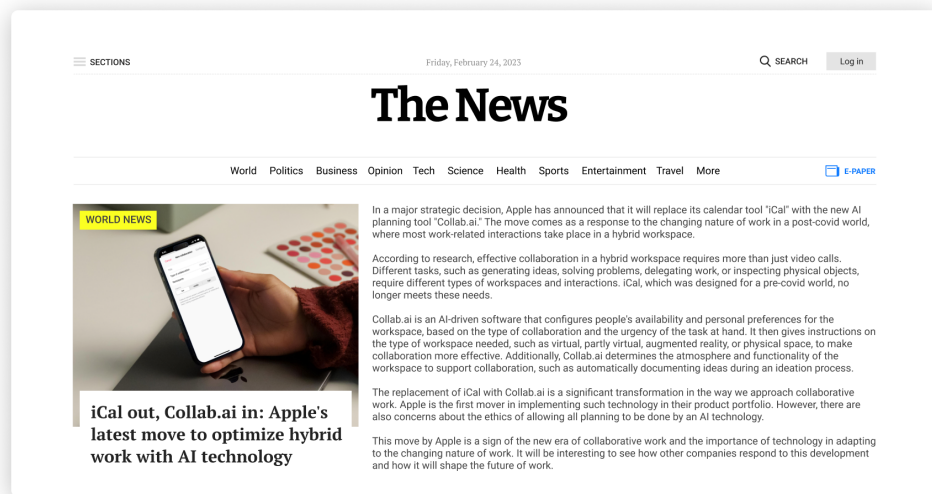 SECTIONS
Friday, February 24, 2023
SEARCH
Log in
The News
World Politics Business Opinion Tech Science Health Sports Entertainment Travel More
E-PAPER
WORLD NEWS
iCal out, Collab.ai in: Apple's
latest move to optimize hybrid
work with AI technology
In a major strategic decision, Apple has announced that it will replace its calendar tool "iCal" with the new AI
planning tool "Collab.ai." The move comes as a response to the changing nature of work in a post-covid world,
where most work-related interactions take place in a hybrid workspace.
According to research, effective collaboration in a hybrid workspace requires more than just video calls.
Different tasks, such as generating ideas, solving problems, delegating work, or inspecting physical objects,
require different types of workspaces and interactions. iCal, which was designed for a pre-covid world, no
longer meets these needs.
Collab.ai is an AI-driven software that configures people's availability and personal preferences for the
workspace, based on the type of collaboration and the urgency of the task at hand. It then gives instructions on
the type of workspace needed, such as virtual, partly virtual, augmented reality, or physical space, to make
collaboration more effective. Additionally, Collab.ai determines the atmosphere and functionality of the
workspace to support collaboration, such as automatically documenting ideas during an ideation process.
The replacement of iCal with Collab.ai is a significant transformation in the way we approach collaborative
work. Apple is the first mover in implementing such technology in their product portfolio. However, there are
also concerns about the ethics of allowing all planning to be done by an AI technology.
This move by Apple is a sign of the new era of collaborative work and the importance of technology in adapting
to the changing nature of work. It will be interesting to see how other companies respond to this development
and how it will shape the future of work.